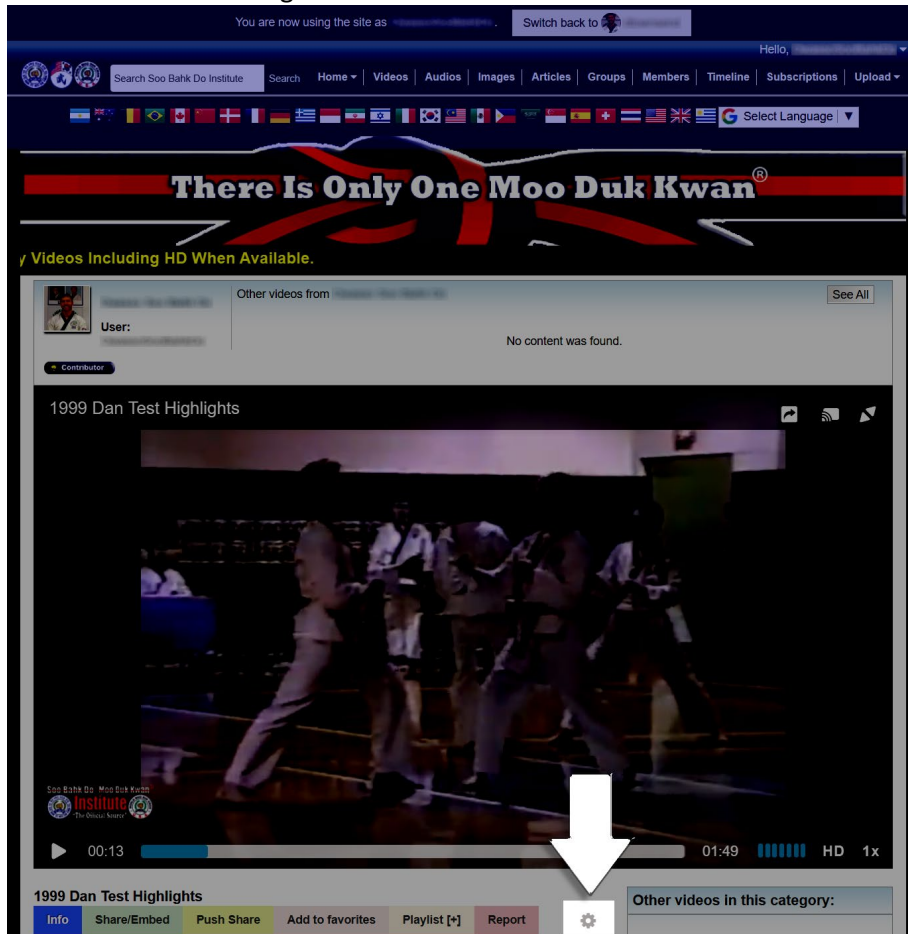 You are now using the site as
Switch back to
Hello,
Search Soo Bahk Do Institute Search Home Videos Audios Images Articles Groups Members Timeline Subscriptions Upload
Select Language
There Is Only One Moo Duk Kwan®
y Videos Including HD When Available.
Other videos from
See All
User:
No content was found.
Contributor
1999 Dan Test Highlights
Soo Bahk Do Moo Duk Kwan
Institute
"The Official Source"
00:13 01:49 HD 1x
1999 Dan Test Highlights
Other videos in this category:
Info Share/Embed Push Share Add to favorites Playlist [+] Report